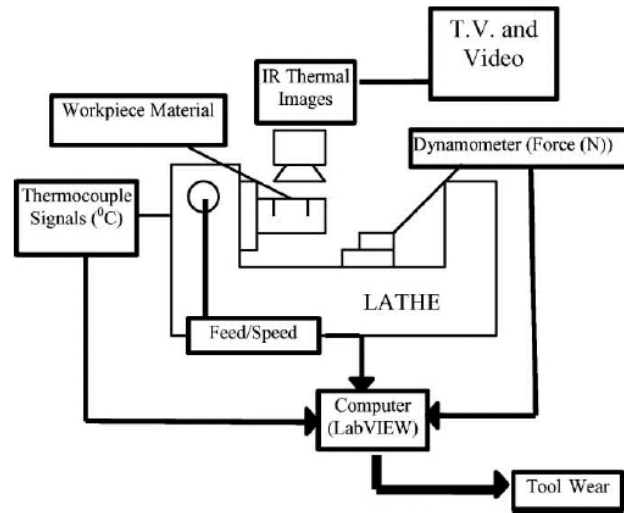 T.V. and
Video
IR Thermal
Images
Workpiece Material
Dynamometer (Force (N))
Thermocouple
Signals (⁰C)
LATHE
Feed/Speed
Computer
(LabVIEW)
Tool Wear